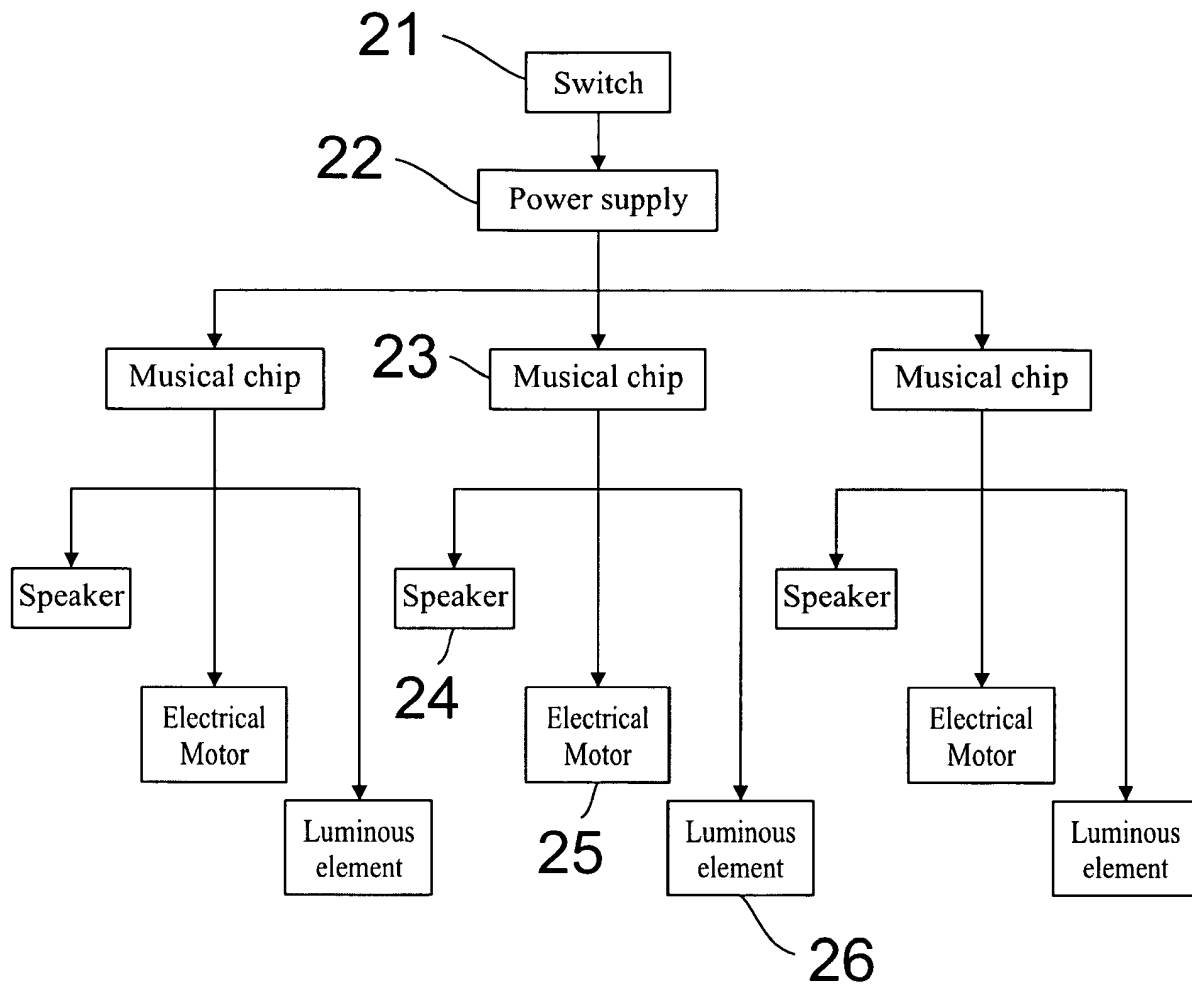 21
Switch
22
Power supply
Musical chip
23
Musical chip
Musical chip
Speaker
Speaker
Speaker
24
Electrical
Motor
Electrical
Motor
Electrical
Motor
25
Luminous
element
Luminous
element
Luminous
element
26